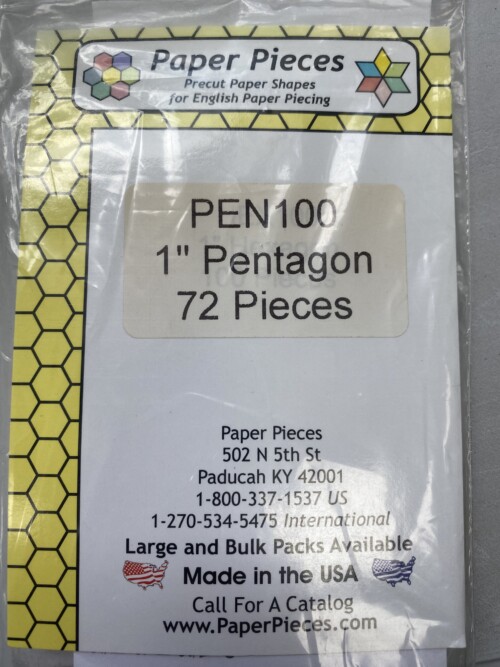 Paper Pieces
Precut Paper Shapes
for English Paper Piecing
PEN100
1" Pentagon
72 Pieces
Paper Pieces
502 N 5th St
Paducah KY 42001
1-800-337-1537 US
1-270-534-5475 International
Large and Bulk Packs Available
Made in the USA
Call For A Catalog
www.PaperPieces.com